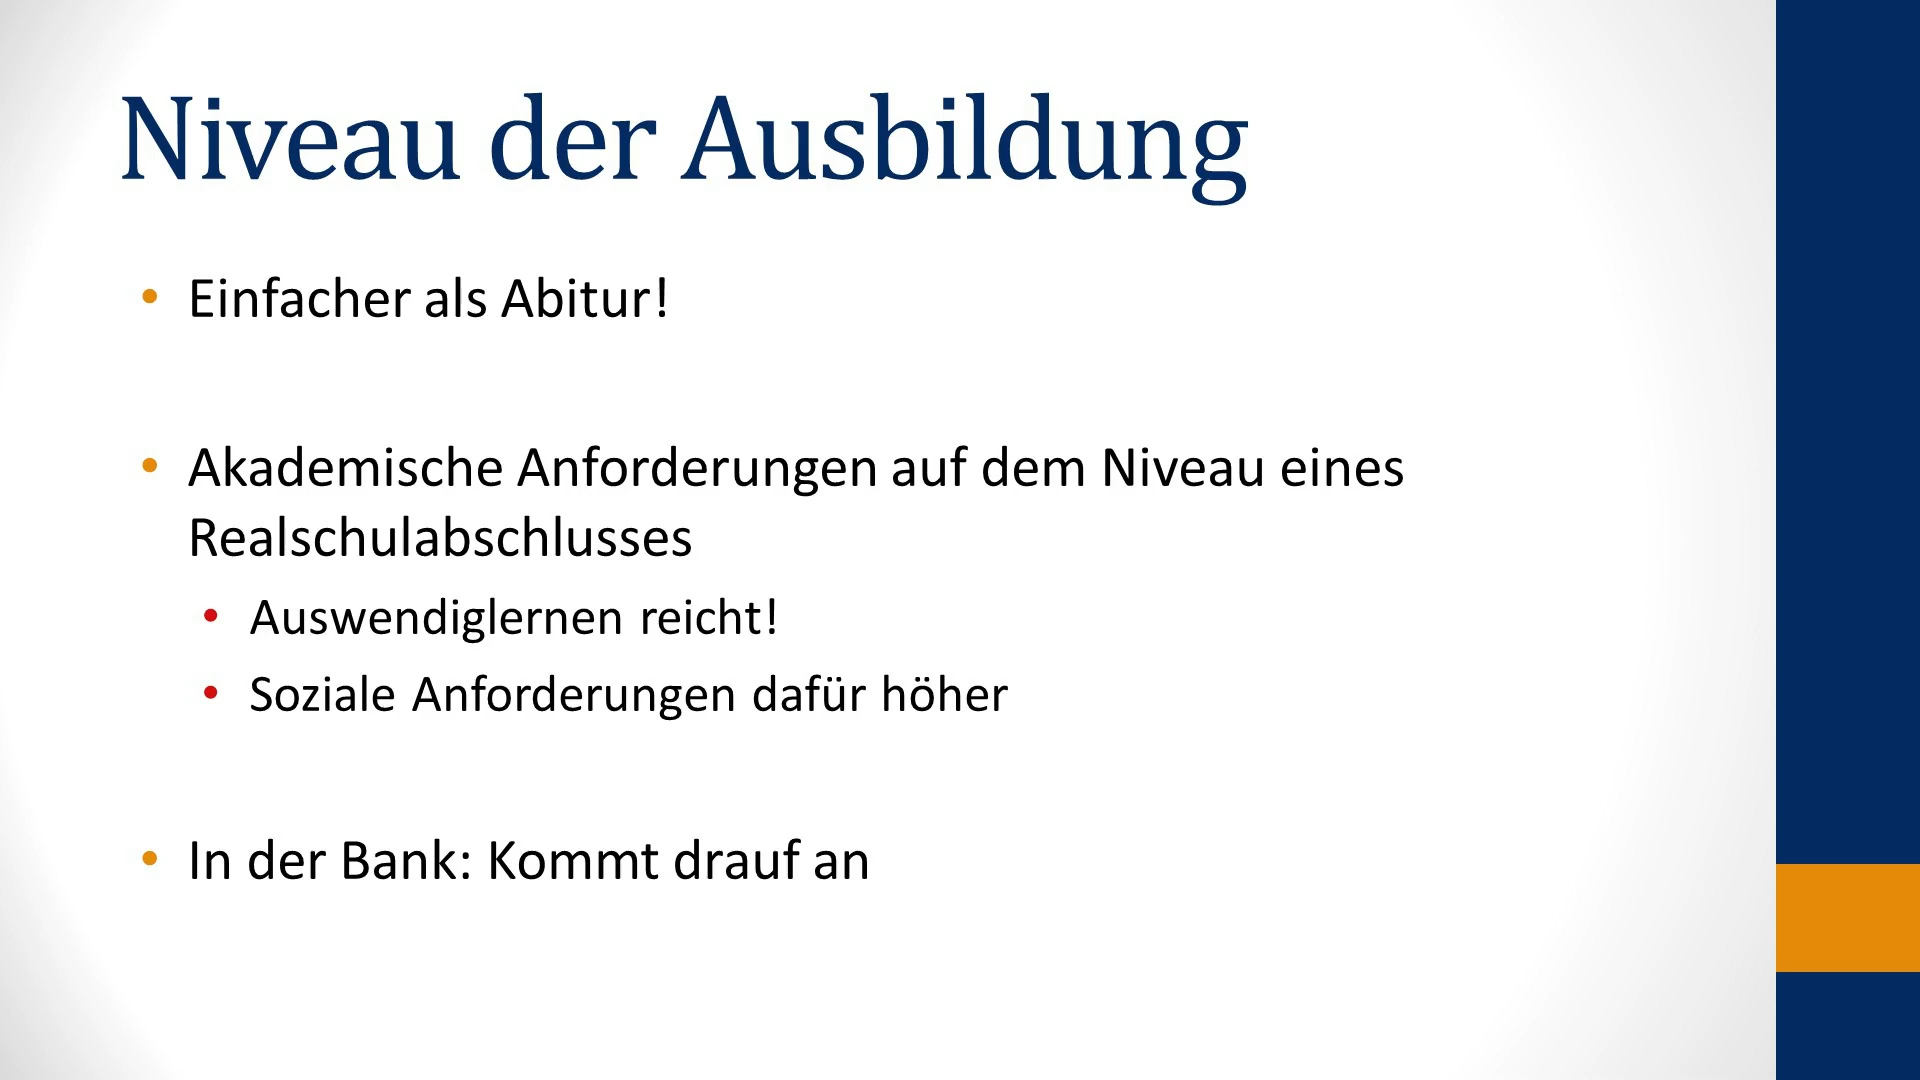 Niveau der Ausbildung
• Einfacher als Abitur!
• Akademische Anforderungen auf dem Niveau eines
Realschulabschlusses
• Auswendiglernen reicht!
• Soziale Anforderungen dafür höher
• In der Bank: Kommt drauf an